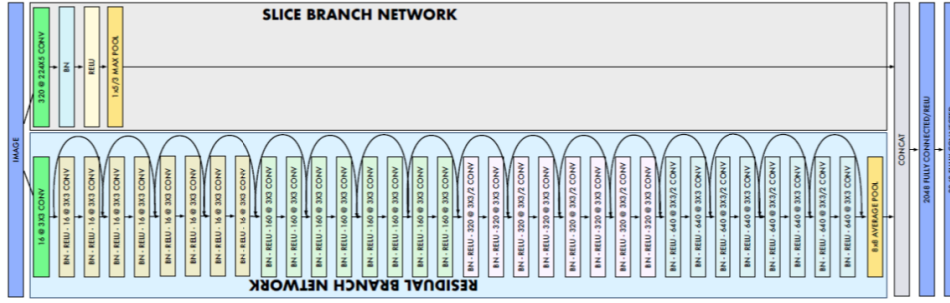 IMAGE
SLICE BRANCH NETWORK
320 @ 224X5 CONV
BN
RELU
1x5/3 MAX POOL
16 @ 3X3 CONV
BN - RELU - 16 @ 3X3 CONV
BN - RELU - 16 @ 3X3 CONV
BN - RELU - 16 @ 3X3 CONV
BN - RELU - 16 @ 3X3 CONV
BN - RELU - 16 @ 3X3 CONV
BN - RELU - 16 @ 3X3 CONV
BN - RELU - 16 @ 3X3 CONV
BN - RELU - 16 @ 3X3 CONV
BN - RELU - 160 @ 3X3 CONV
BN - RELU - 160 @ 3X3 CONV
BN - RELU - 160 @ 3X3 CONV
BN - RELU - 160 @ 3X3 CONV
BN - RELU - 160 @ 3X3 CONV
BN - RELU - 160 @ 3X3 CONV
BN - RELU - 160 @ 3X3 CONV
BN - RELU - 160 @ 3X3 CONV
BN - RELU - 320 @ 3X3/2 CONV
BN - RELU - 320 @ 3X3 CONV
BN - RELU - 320 @ 3X3/2 CONV
BN - RELU - 320 @ 3X3 CONV
BN - RELU - 320 @ 3X3/2 CONV
BN - RELU - 320 @ 3X3 CONV
BN - RELU - 320 @ 3X3/2 CONV
BN - RELU - 320 @ 3X3 CONV
BN - RELU - 640 @ 3X3/2 CONV
BN - RELU - 640 @ 3X3 CONV
BN - RELU - 640 @ 3X3/2 CONV
BN - RELU - 640 @ 3X3 CONV
BN - RELU - 640 @ 3X3/2 CONV
BN - RELU - 640 @ 3X3 CONV
BN - RELU - 640 @ 3X3/2 CONV
BN - RELU - 640 @ 3X3 CONV
8x8 AVERAGE POOL
RESIDUAL BRANCH NETWORK
CONCAT
2048 FULLY CONNECTED/RELU